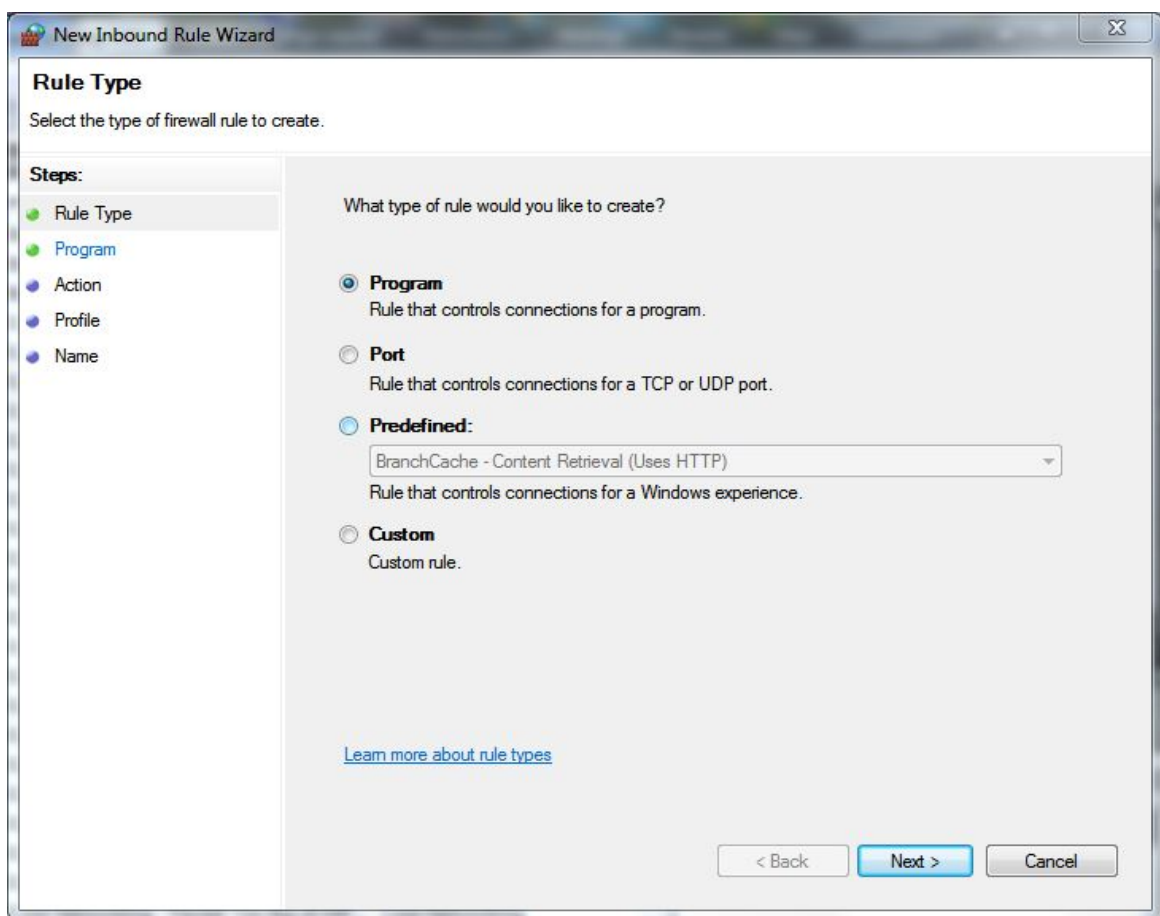 New Inbound Rule Wizard
Rule Type
Select the type of firewall rule to create.
Steps:
Rule Type
Program
Action
Profile
Name
What type of rule would you like to create?
Program
Rule that controls connections for a program.
Port
Rule that controls connections for a TCP or UDP port.
Predefined:
BranchCache - Content Retrieval (Uses HTTP)
Rule that controls connections for a Windows experience.
Custom
Custom rule.
Learn more about rule types
< Back
Next >
Cancel